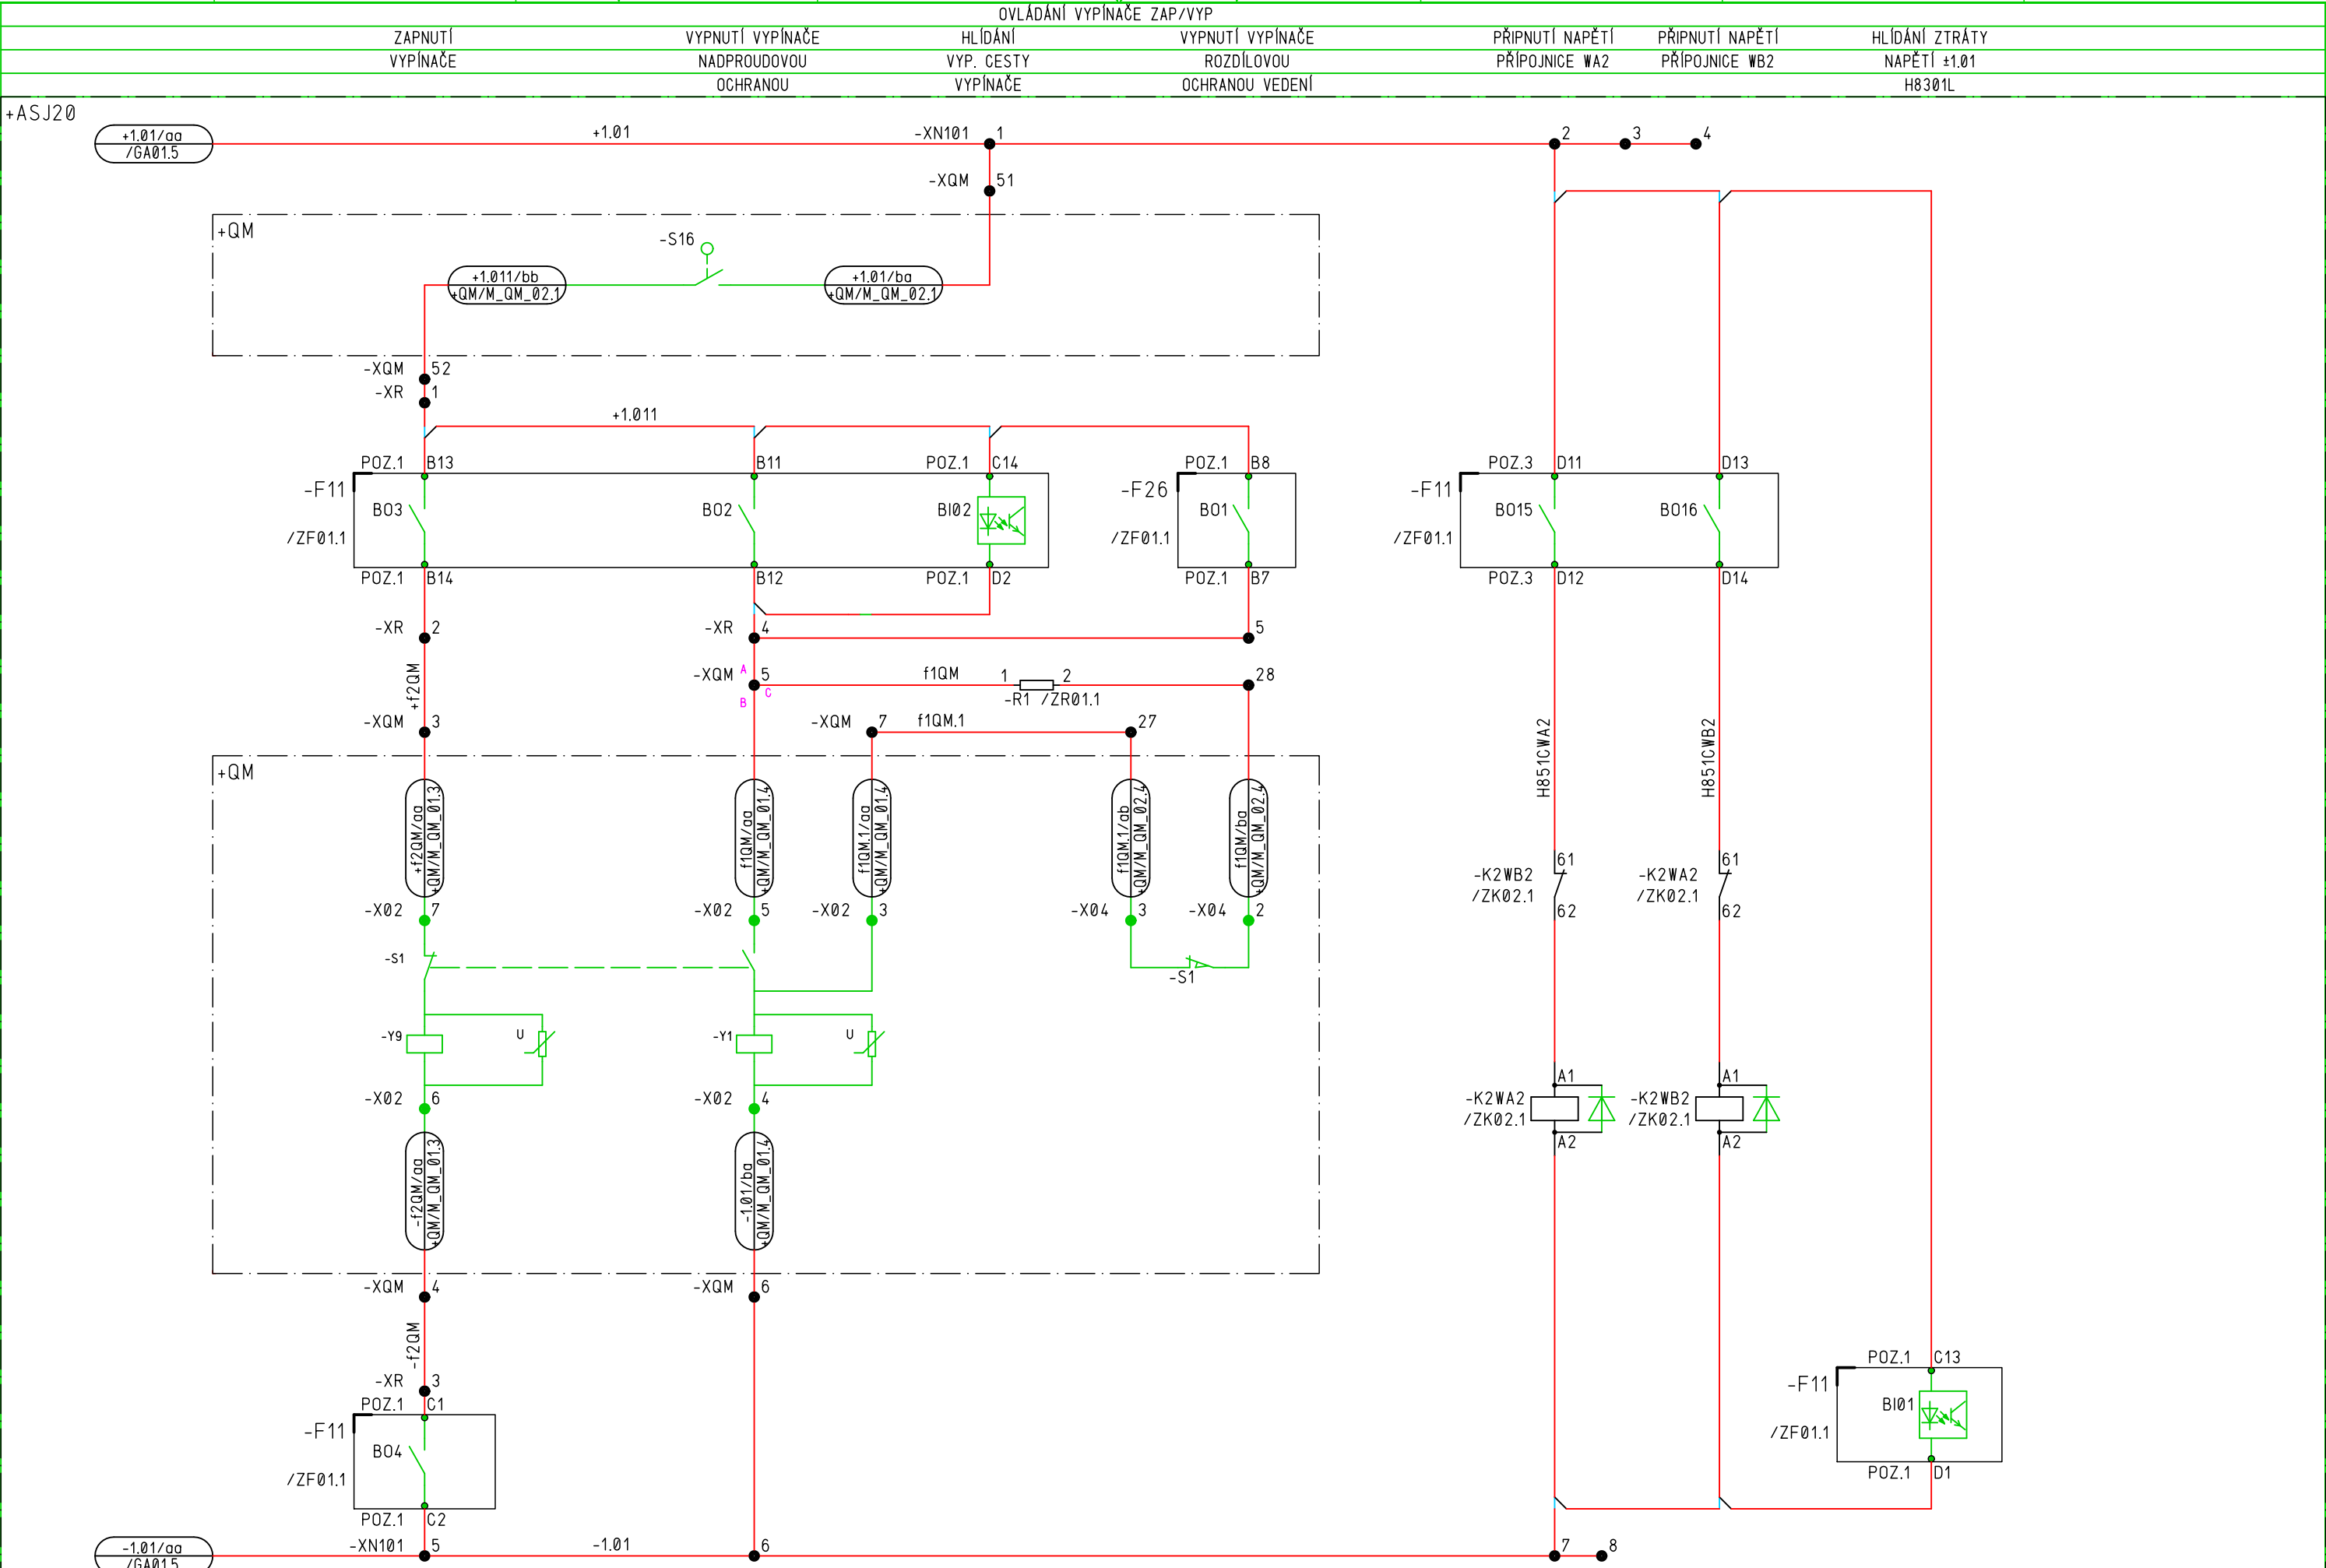 OVLÁDÁNÍ VYPÍNAČE ZAP/VYP
ZAPNUTÍ VYPÍNAČE
VYPNUTÍ VYPÍNAČE NADPROUDOVOU OCHRANOU
HLÍDÁNÍ VYP. CESTY VYPÍNAČE
VYPNUTÍ VYPÍNAČE ROZDÍLOVOU OCHRANOU VEDENÍ
PŘIPNUTÍ NAPĚTÍ PŘÍPOJNICE WA2
PŘIPNUTÍ NAPĚTÍ PŘÍPOJNICE WB2
HLÍDÁNÍ ZTRÁTY NAPĚTÍ ±1.01 H8301L
+ASJ20
+1.01/aa
/GA01.5
+1.01
-XN101 1 2 3 4
-XQM 51
+QM
-S16
+1.011/bb
+QM/M_QM_02.1
+1.01/ba
+QM/M_QM_02.1
-XQM 52
-XR 1
+1.011
POZ.1 B13 B11 POZ.1 C14 POZ.1 B8 POZ.3 D11 D13
-F11 -F26 -F11
BO3 BO2 BI02 BO1 BO15 BO16
/ZF01.1 /ZF01.1 /ZF01.1
POZ.1 B14 B12 POZ.1 D2 POZ.1 B7 POZ.3 D12 D14
-XR 2 -XR 4 5
+f2QM
-XQM A 5 f1QM 1 2 28
B C
-R1 /ZR01.1
-XQM 3 -XQM 7 f1QM.1 27
H851CWA2
H851CWB2
+QM
+f2QM/aa
+QM/M_QM_01.3
f1QM/aa
+QM/M_QM_01.4
f1QM.1/aa
+QM/M_QM_01.4
f1QM.1/ab
+QM/M_QM_02.4
f1QM/ba
+QM/M_QM_02.4
61 61
-K2WB2 -K2WA2
/ZK02.1 /ZK02.1
62 62
-X02 7 -X02 5 -X02 3 -X04 3 -X04 2
-S1 -S1
-Y9 U -Y1 U
A1 A1
-X02 6 -X02 4 -K2WA2 -K2WB2
/ZK02.1 /ZK02.1
A2 A2
-f2QM/aa
+QM/M_QM_01.3
-1.01/ba
+QM/M_QM_01.4
-XQM 4 -XQM 6
-f2QM
-XR 3
POZ.1 C13
-F11
BI01
/ZF01.1
POZ.1 D1
POZ.1 C1
-F11
BO4
/ZF01.1
POZ.1 C2
-1.01/aa
/GA01.5
-XN101 5 -1.01 6 7 8